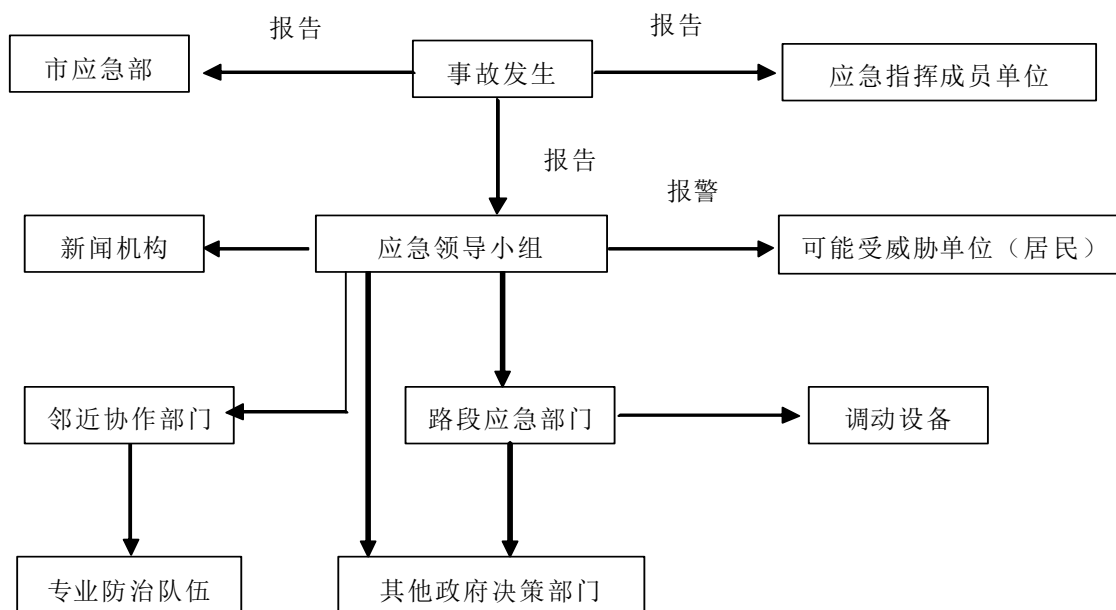 报告
报告
市应急部
事故发生
应急指挥成员单位
报告
报警
新闻机构
应急领导小组
可能受威胁单位（居民）
邻近协作部门
路段应急部门
调动设备
专业防治队伍
其他政府决策部门